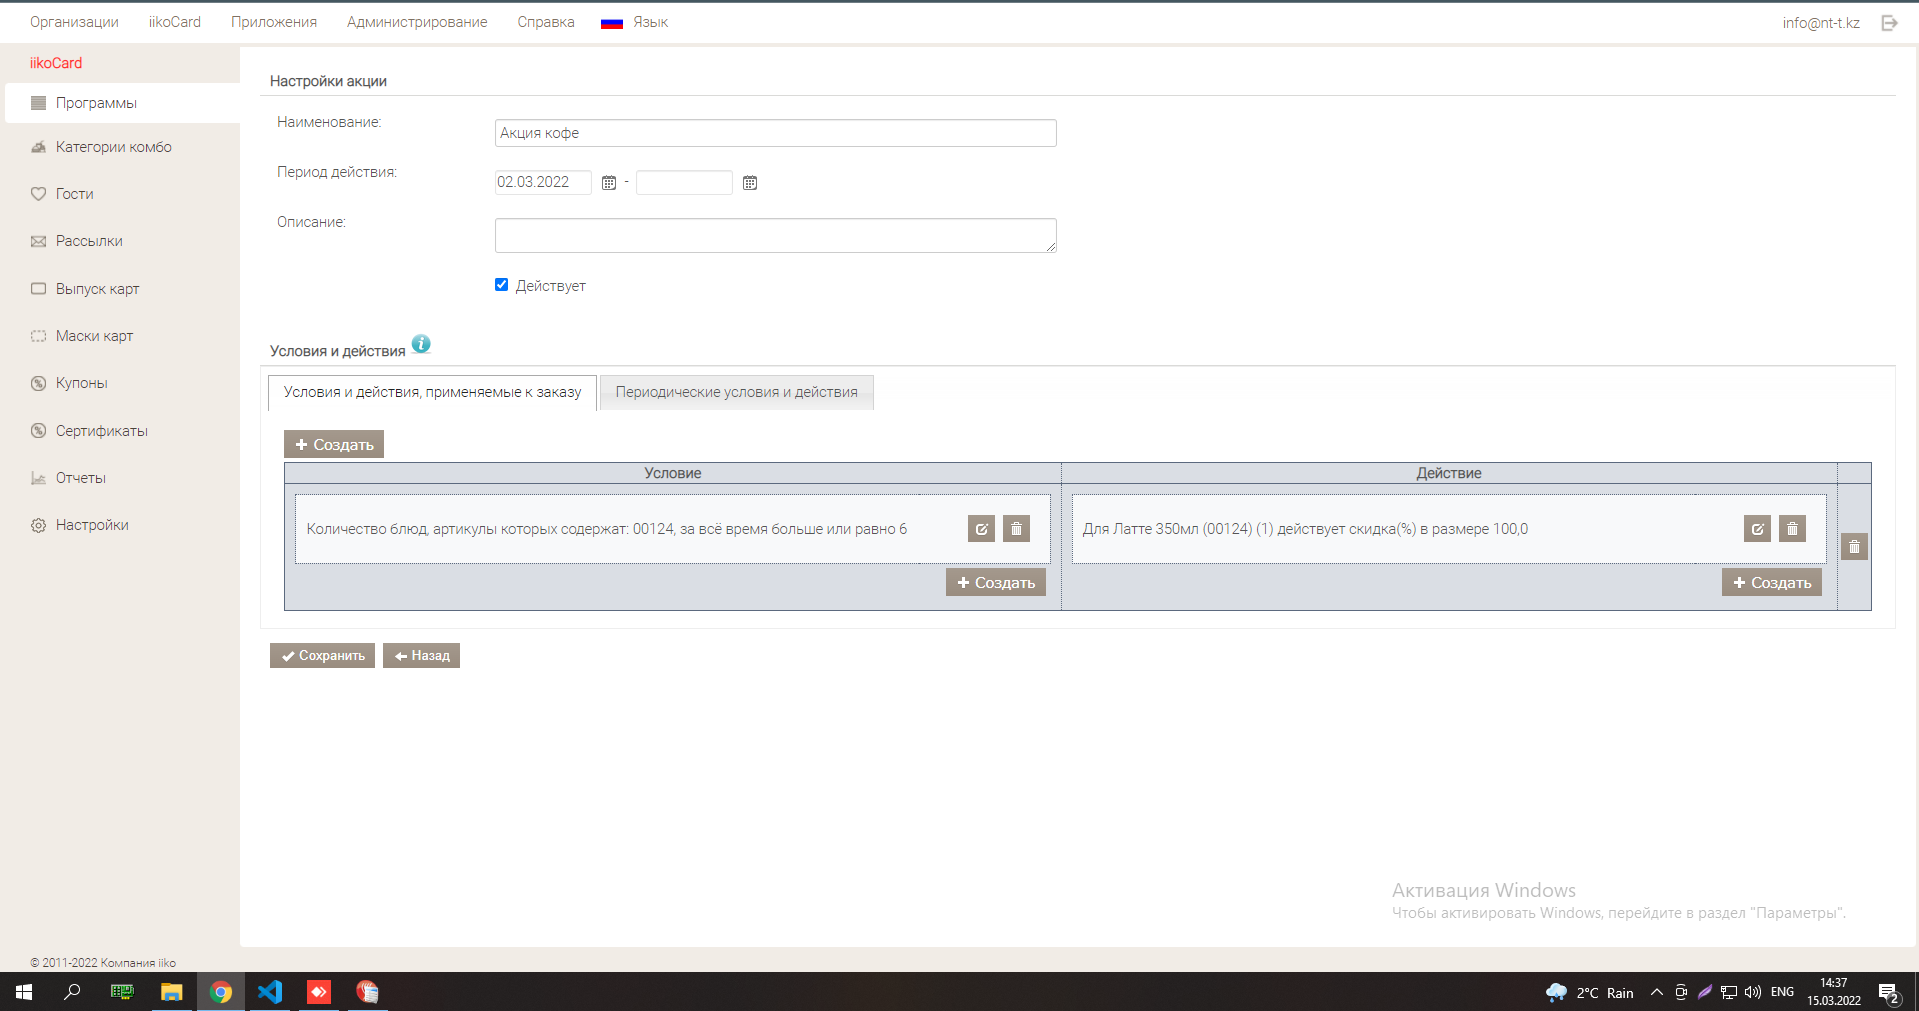 Организации iikoCard Приложения Администрирование Справка Язык info@nt-t.kz
iikoCard
Программы
Категории комбо
Гости
Рассылки
Выпуск карт
Маски карт
Купоны
Сертификаты
Отчеты
Настройки
Настройки акции
Наименование: Акция кофе
Период действия: 02.03.2022 -
Описание:
Действует
Условия и действия
Условия и действия, применяемые к заказу Периодические условия и действия
+ Создать
Условие Действие
Количество блюд, артикулы которых содержат: 00124, за всё время больше или равно 6 Для Латте 350мл (00124) (1) действует скидка(%) в размере 100,0
+ Создать + Создать
Сохранить Назад
Активация Windows
Чтобы активировать Windows, перейдите в раздел "Параметры".
© 2011-2022 Компания iiko
2°C Rain ENG 14:37
15.03.2022 2